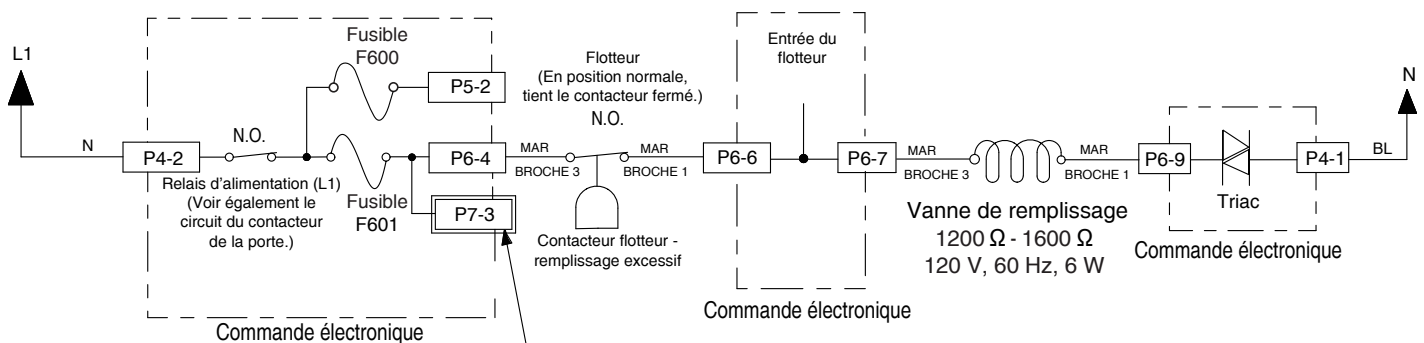 L1
N
P4-2
N.O.
Relais d'alimentation (L1)
(Voir également le
circuit du contacteur
de la porte.)
Fusible
F600
P5-2
Fusible
F601
P6-4
P7-3
Commande électronique
MAR
BROCHE 3
Flotteur
(En position normale,
tient le contacteur fermé.)
N.O.
MAR
BROCHE 1
Contacteur flotteur -
remplissage excessif
Entrée du
flotteur
P6-6
P6-7
Commande électronique
MAR
BROCHE 3
MAR
BROCHE 1
Vanne de remplissage
1200 Ω - 1600 Ω
120 V, 60 Hz, 6 W
P6-9
Triac
P4-1
Commande électronique
BL
N